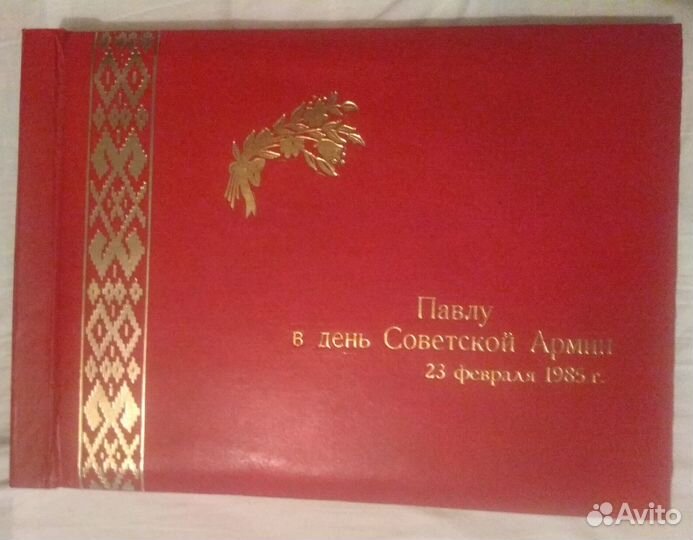 Павлу
в день Советской Армии
23 февраля 1985 г.
Avito